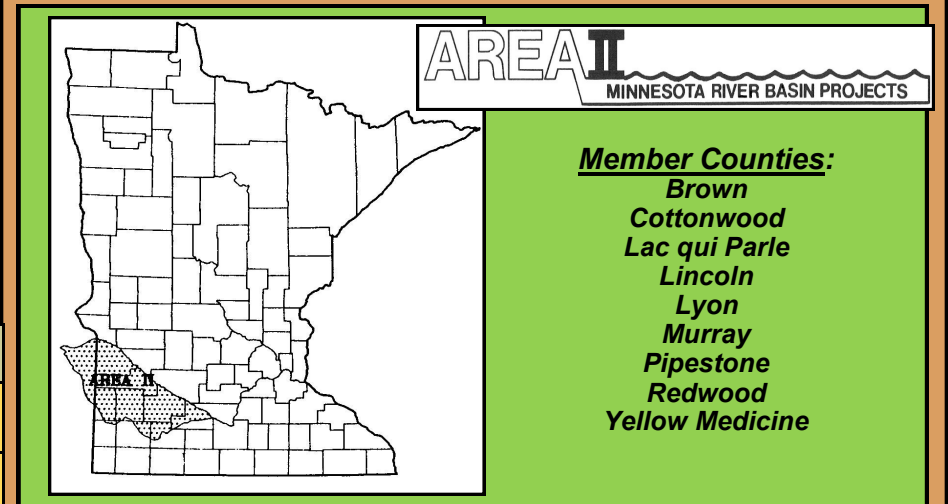 AREA II
MINNESOTA RIVER BASIN PROJECTS
Member Counties:
Brown
Cottonwood
Lac qui Parle
Lincoln
Lyon
Murray
Pipestone
Redwood
Yellow Medicine
AREA II